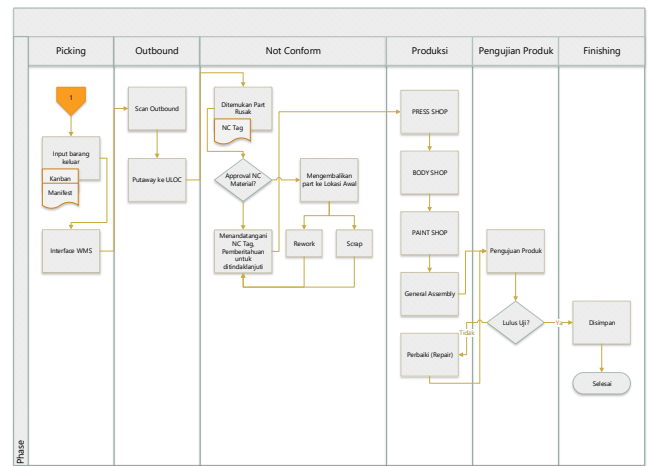 Picking
Outbound
Not Conform
Produksi
Pengujian Produk
Finishing
1
Input barang
keluar
Kanban
Manifest
Interface WMS
Scan Outbound
Putaway ke ULOC
Ditemukan Part
Rusak
NC Tag
Approval NC
Material?
Mengembalikan
part ke Lokasi Awal
Menandatangani
NC Tag,
Pemberitahuan
untuk
ditindaklanjuti
Rework
Scrap
PRESS SHOP
BODY SHOP
PAINT SHOP
General Assembly
Perbaiki (Repair)
Pengujuan Produk
Lulus Uji?
Tidak
Ya
Disimpan
Selesai
Phase